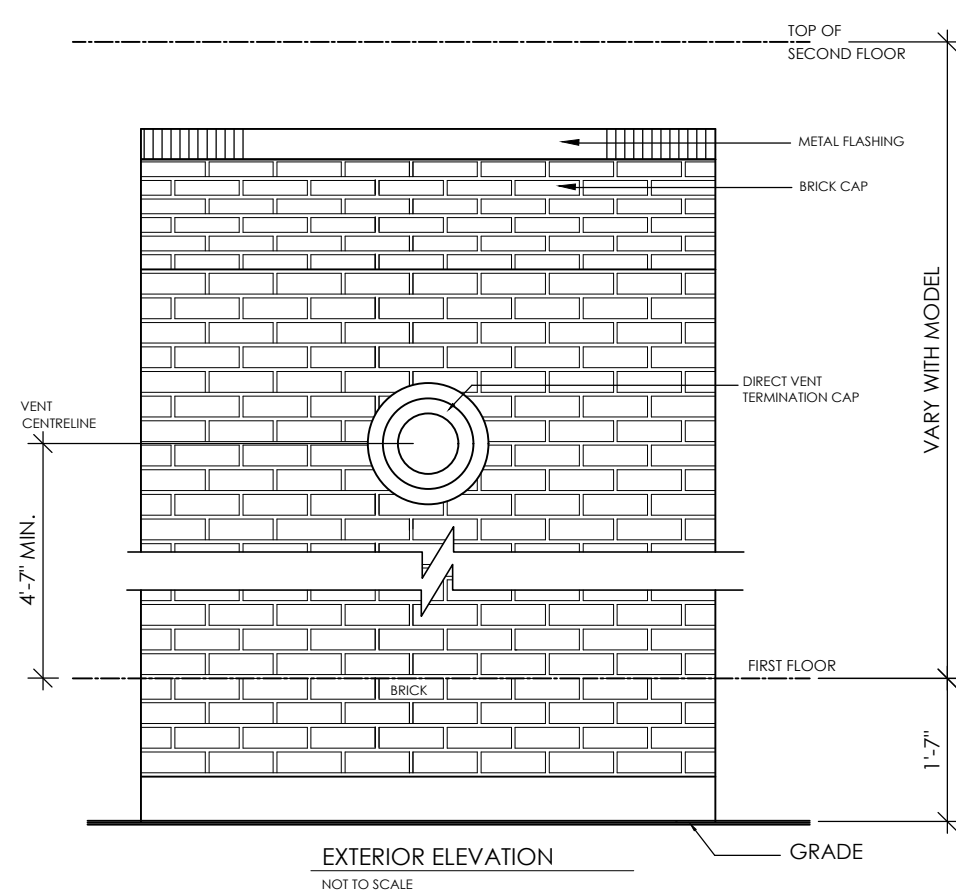 TOP OF
SECOND FLOOR
METAL FLASHING
BRICK CAP
VARY WITH MODEL
DIRECT VENT
TERMINATION CAP
VENT
CENTRELINE
4'-7" MIN.
FIRST FLOOR
BRICK
1'-7"
GRADE
EXTERIOR ELEVATION
NOT TO SCALE